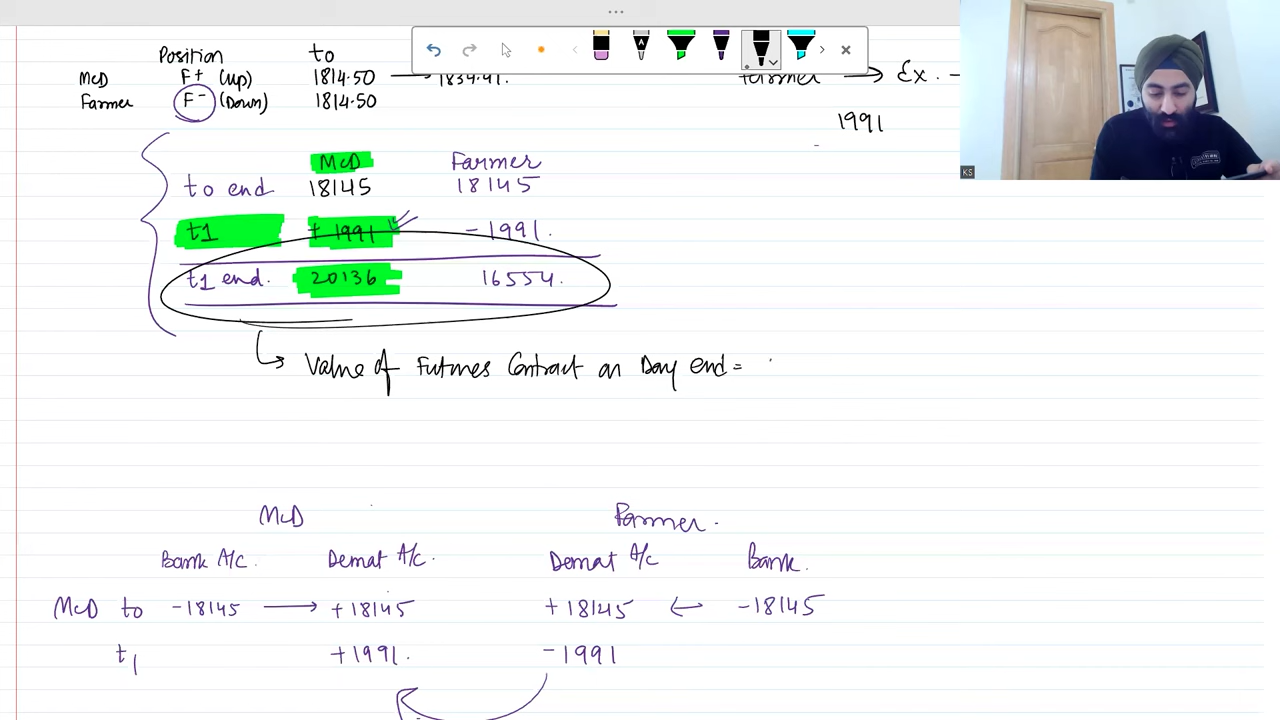 Position to
McD F+ (Up) 1814.50 1834.41.
Farmer F- (Down) 1814.50
Farmer Ex.
1991
McD Farmer
to end 18145 18145
t1 + 1991 - 1991.
t1 end. 20136 16554.
Value of Futures Contract on Day end =
McD Farmer.
Bank A/c. Demat A/c. Demat A/c Bank.
McD to -18145 +18145 +18145 -18145
t1 +1991. -1991
KS